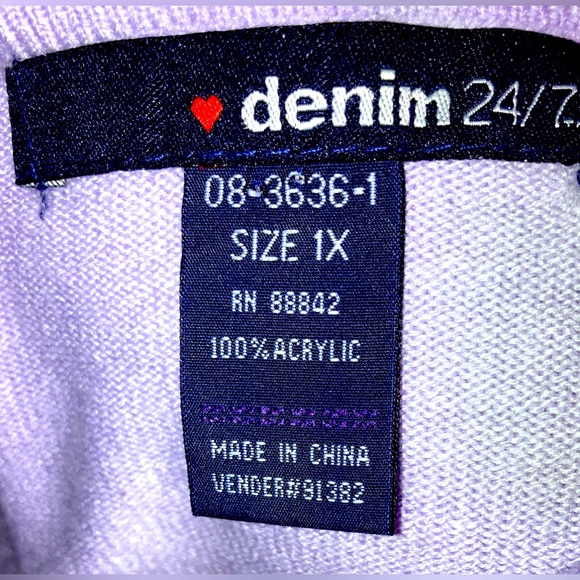 denim 24/7.
08-3636-1
SIZE 1X
RN 88842
100% ACRYLIC
MADE IN CHINA
VENDER#91382